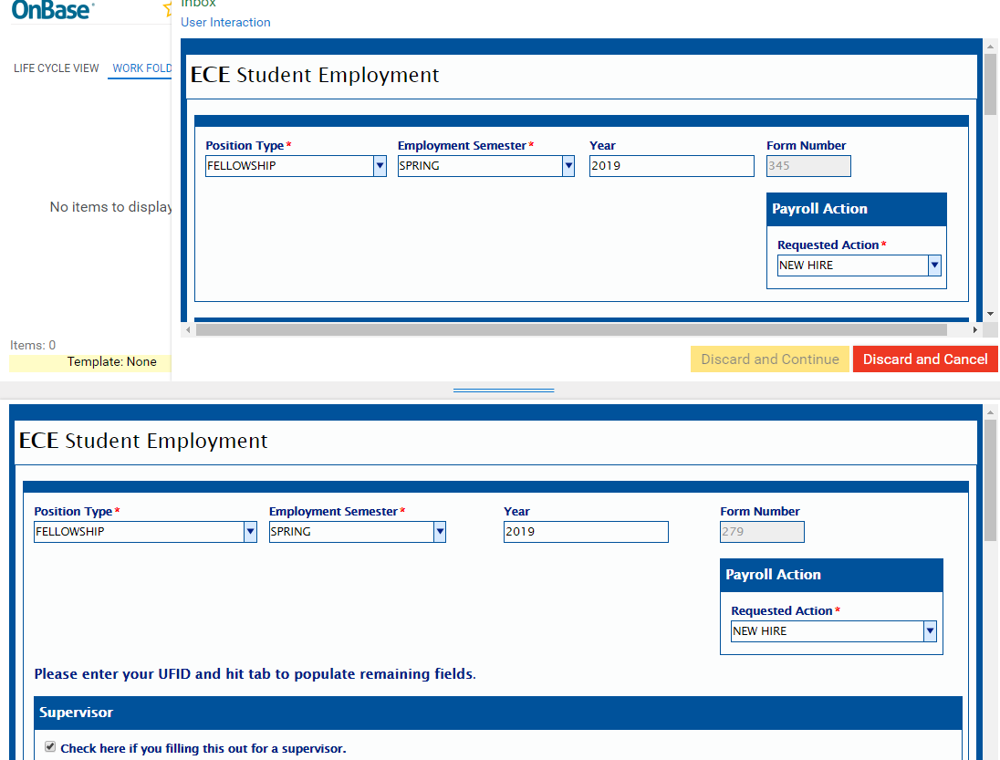 OnBase
Inbox
User Interaction
LIFE CYCLE VIEW WORK FOLD
ECE Student Employment
Position Type* Employment Semester* Year Form Number
FELLOWSHIP SPRING 2019 345
No items to display
Payroll Action
Requested Action*
NEW HIRE
Items: 0
Template: None
Discard and Continue Discard and Cancel
ECE Student Employment
Position Type* Employment Semester* Year Form Number
FELLOWSHIP SPRING 2019 279
Payroll Action
Requested Action*
NEW HIRE
Please enter your UFID and hit tab to populate remaining fields.
Supervisor
Check here if you filling this out for a supervisor.